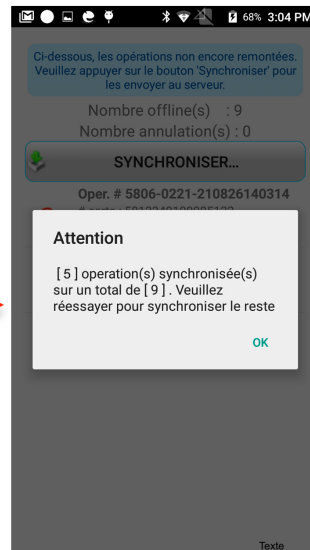 68% 3:04 PM
Ci-dessous, les opérations non encore remontées.
Veuillez appuyer sur le bouton 'Synchroniser' pour
les envoyer au serveur.
Nombre offline(s) : 9
Nombre annulation(s) : 0
SYNCHRONISER...
Oper. # 5806-0221-210826140314
Attention
[ 5 ] operation(s) synchronisée(s)
sur un total de [ 9 ] . Veuillez
réessayer pour synchroniser le reste
OK
Texte